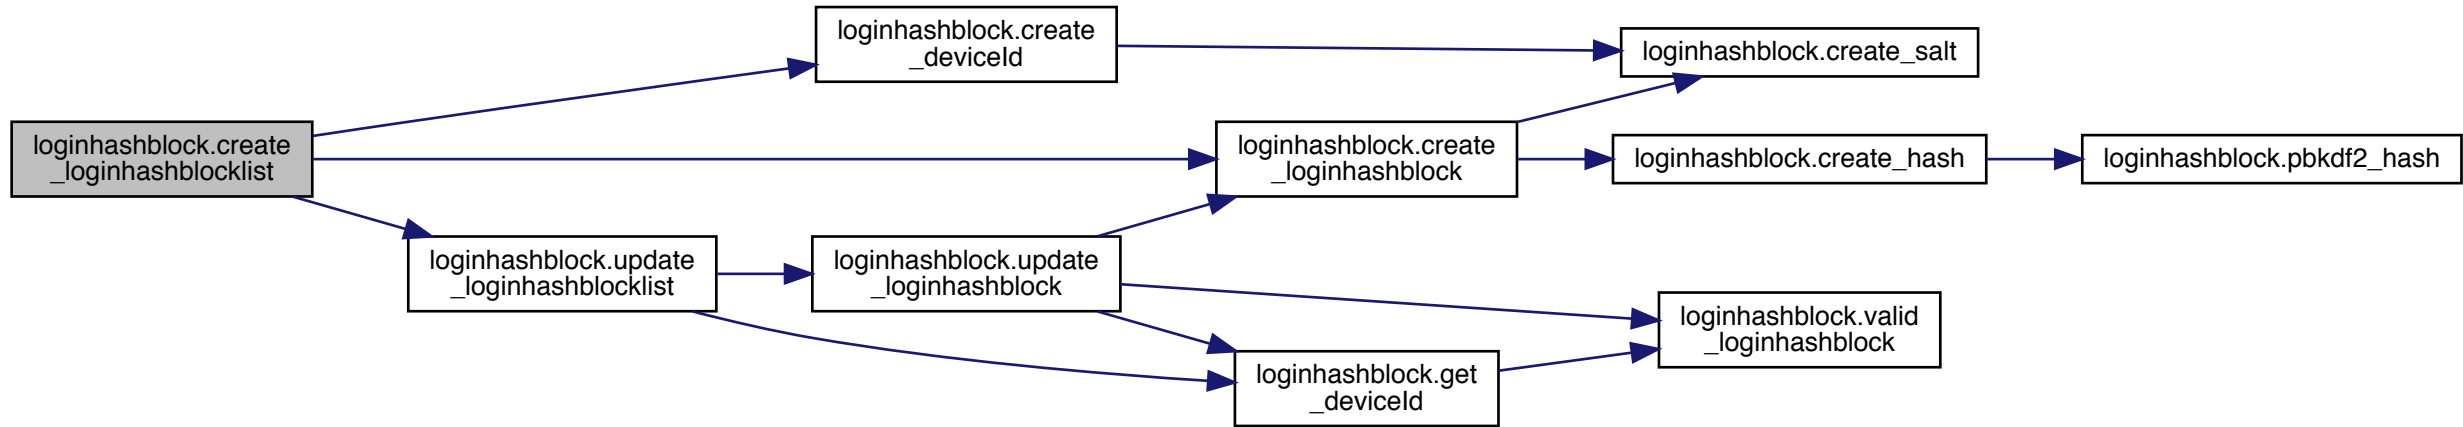 loginhashblock.create
_loginhashblocklist
loginhashblock.create
_deviceId
loginhashblock.update
_loginhashblocklist
loginhashblock.update
_loginhashblock
loginhashblock.create
_loginhashblock
loginhashblock.get
_deviceId
loginhashblock.create_salt
loginhashblock.create_hash
loginhashblock.valid
_loginhashblock
loginhashblock.pbkdf2_hash